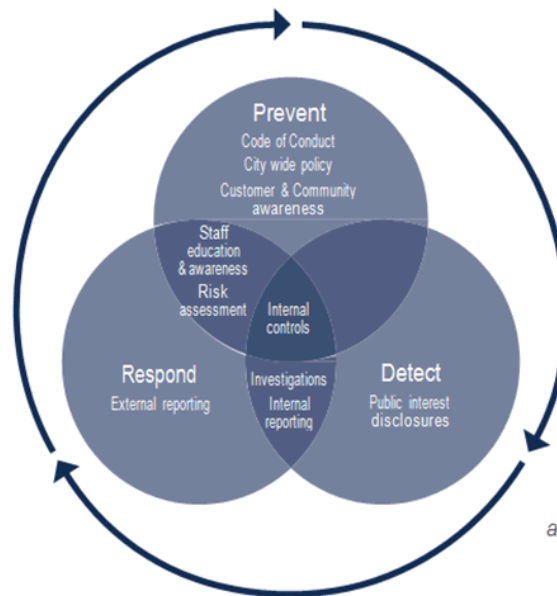 Prevent
Code of Conduct
City wide policy
Customer & Community
awareness
Staff
education
& awareness
Risk
assessment
Internal
controls
Respond
External reporting
Investigations
Internal
reporting
Detect
Public interest
disclosures
a